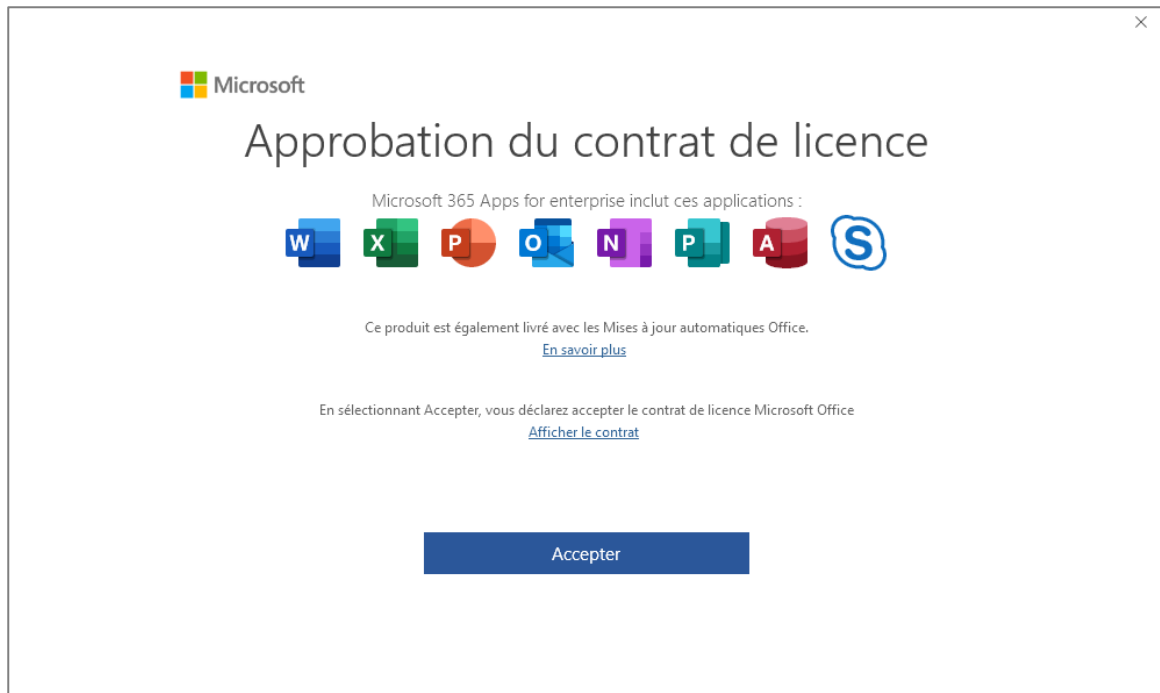 Microsoft
Approbation du contrat de licence
Microsoft 365 Apps for enterprise inclut ces applications :
W X P O N P A S
Ce produit est également livré avec les Mises à jour automatiques Office.
En savoir plus
En sélectionnant Accepter, vous déclarez accepter le contrat de licence Microsoft Office
Afficher le contrat
Accepter